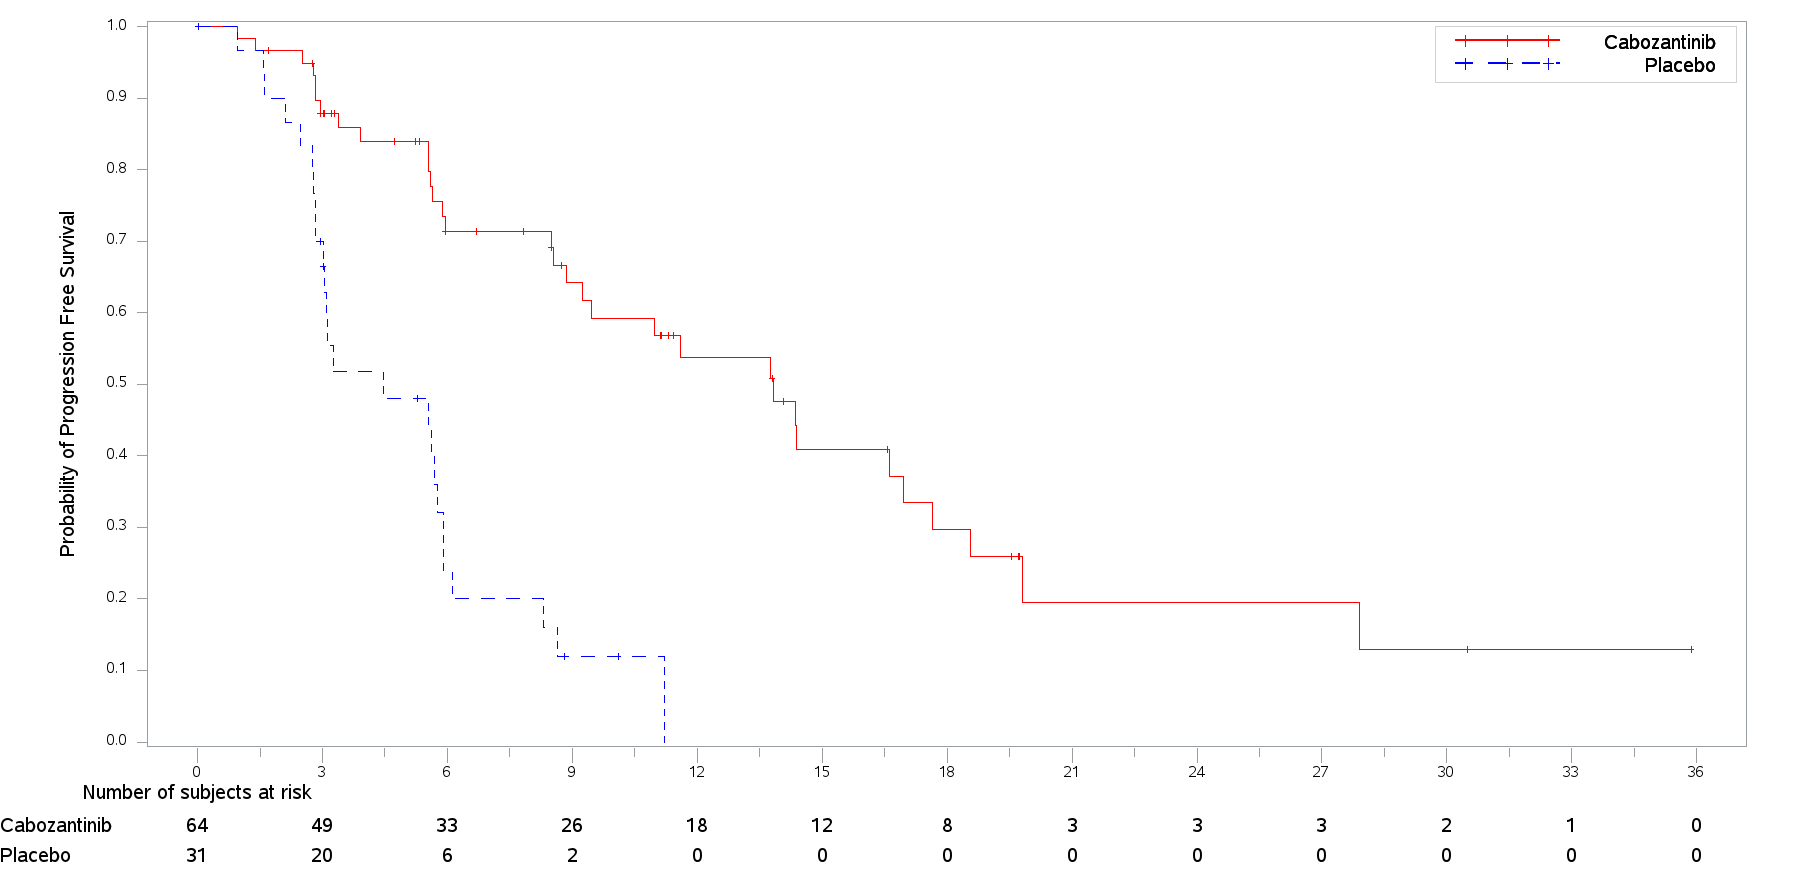 Cabozantinib
Placebo
Probability of Progression Free Survival
1.0
0.9
0.8
0.7
0.6
0.5
0.4
0.3
0.2
0.1
0.0
0 3 6 9 12 15 18 21 24 27 30 33 36
Number of subjects at risk
Cabozantinib 64 49 33 26 18 12 8 3 3 3 2 1 0
Placebo 31 20 6 2 0 0 0 0 0 0 0 0 0